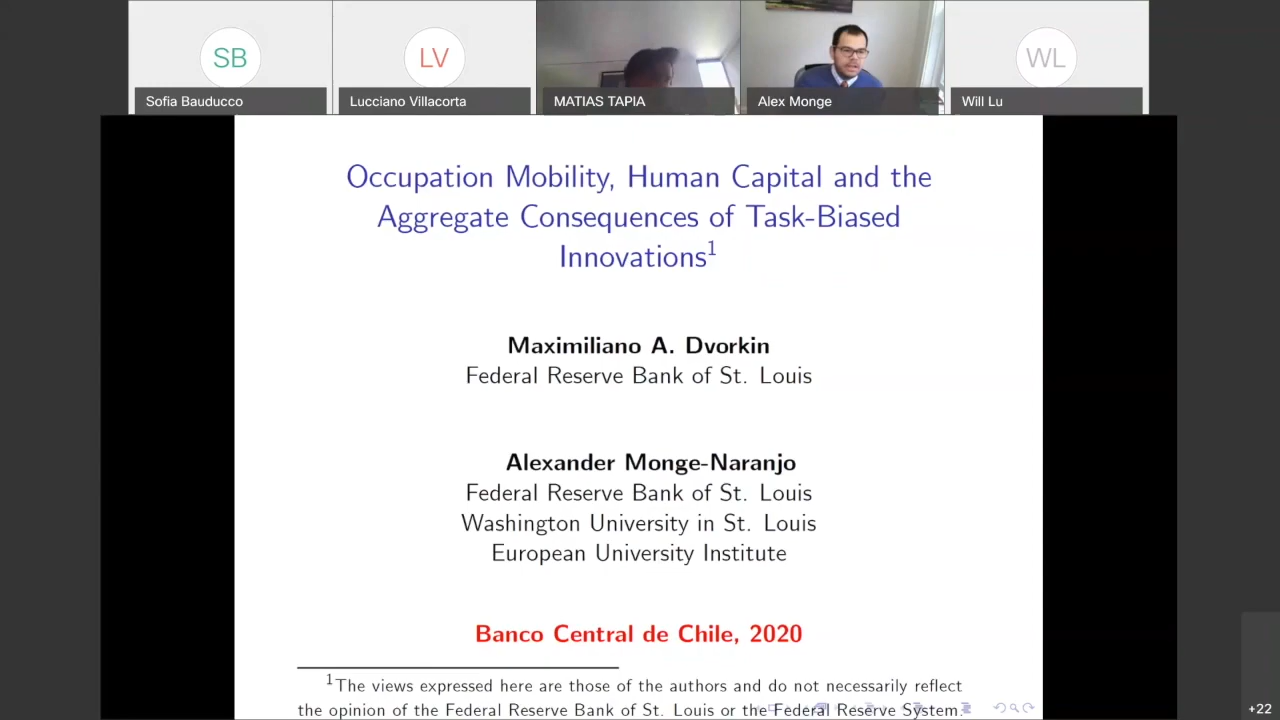 SB
LV
WL
Sofia Bauducco
Lucciano Villacorta
MATIAS TAPIA
Alex Monge
Will Lu
Occupation Mobility, Human Capital and the
Aggregate Consequences of Task-Biased
Innovations¹
Maximiliano A. Dvorkin
Federal Reserve Bank of St. Louis
Alexander Monge-Naranjo
Federal Reserve Bank of St. Louis
Washington University in St. Louis
European University Institute
Banco Central de Chile, 2020
¹The views expressed here are those of the authors and do not necessarily reflect
the opinion of the Federal Reserve Bank of St. Louis or the Federal Reserve System.
+22